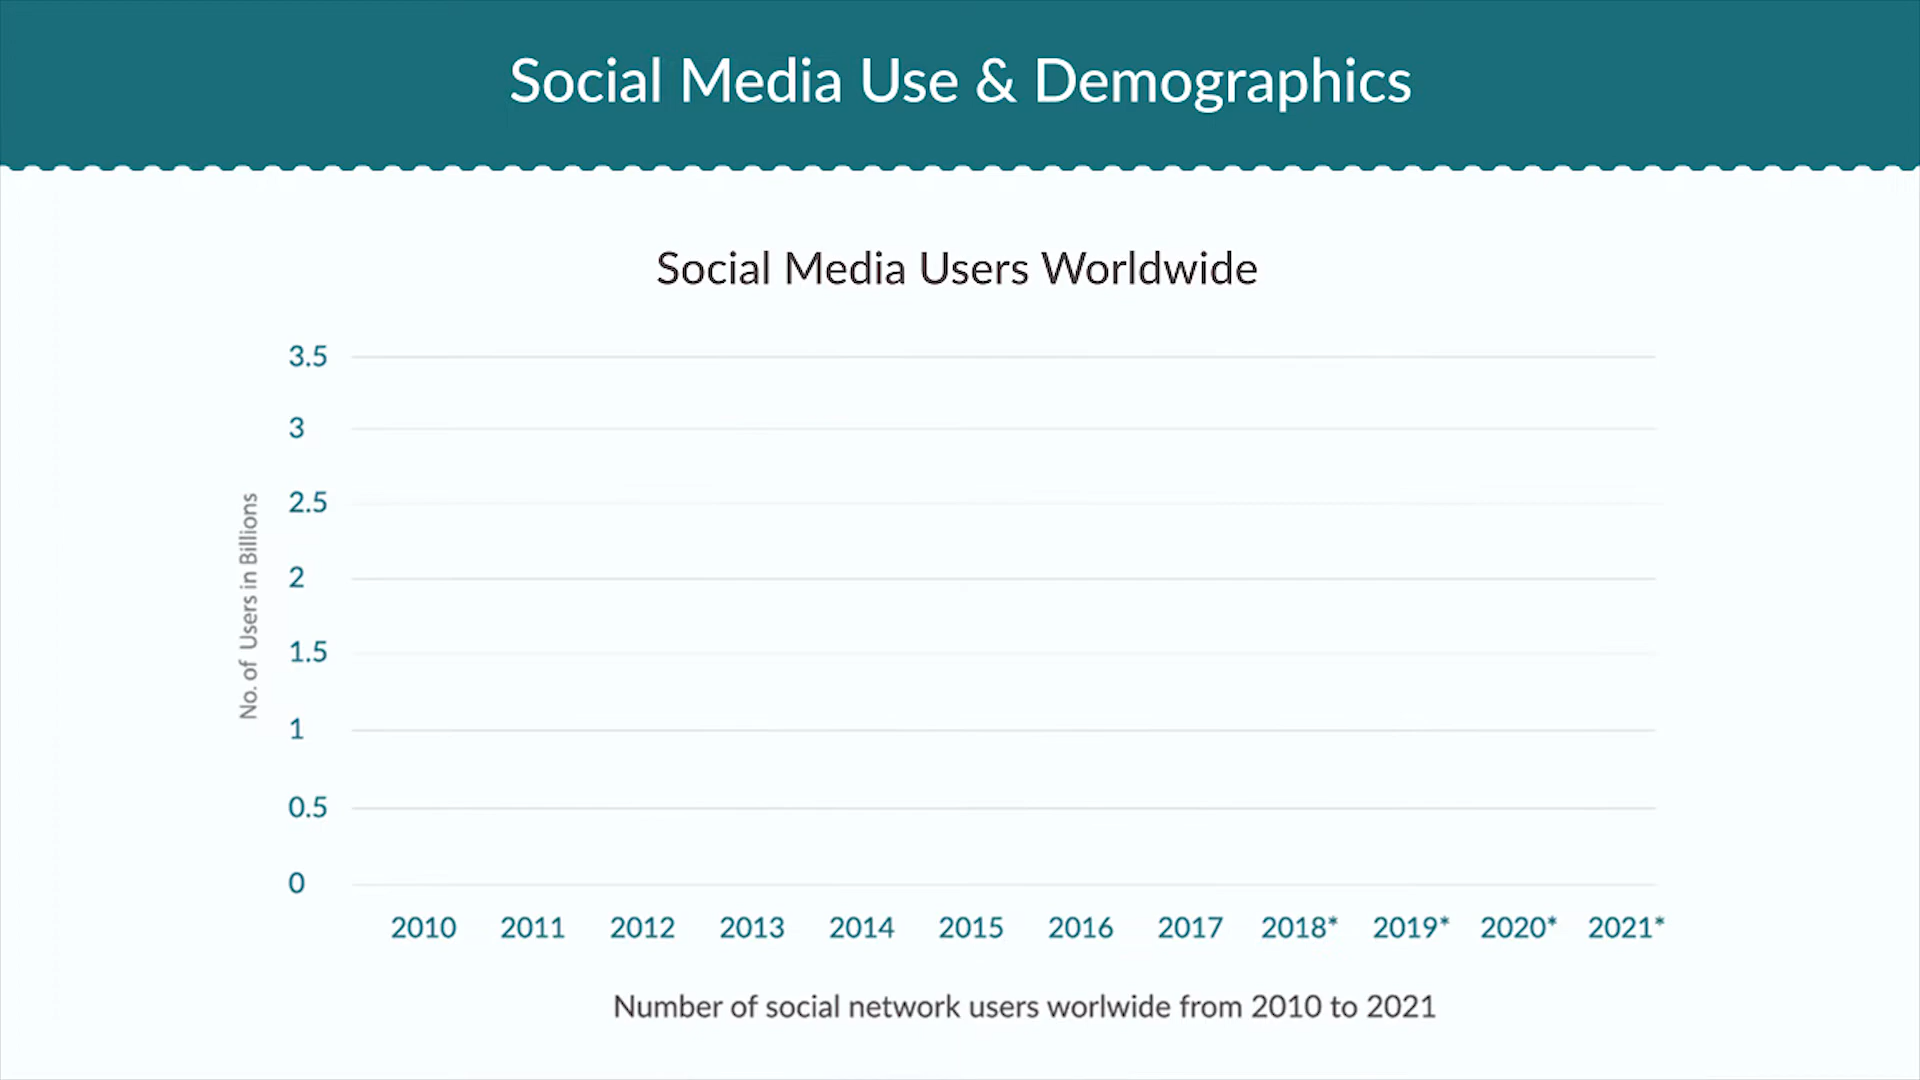 Social Media Use & Demographics
Social Media Users Worldwide
3.5
3
2.5
2
1.5
1
0.5
0
No. of Users in Billions
2010 2011 2012 2013 2014 2015 2016 2017 2018* 2019* 2020* 2021*
Number of social network users worlwide from 2010 to 2021